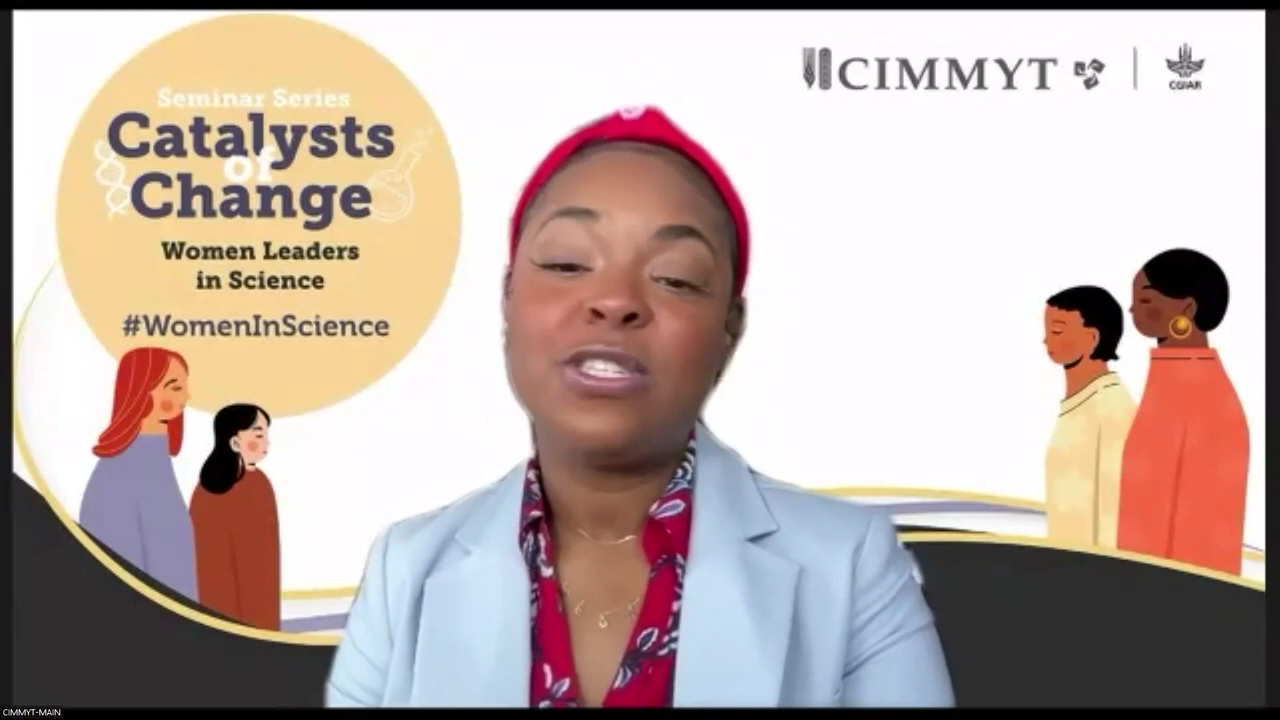 Seminar Series
Catalysts
of
Change
Women Leaders
in Science
#WomenInScience
CIMMYT
CGIAR
CIMMYT-MAIN